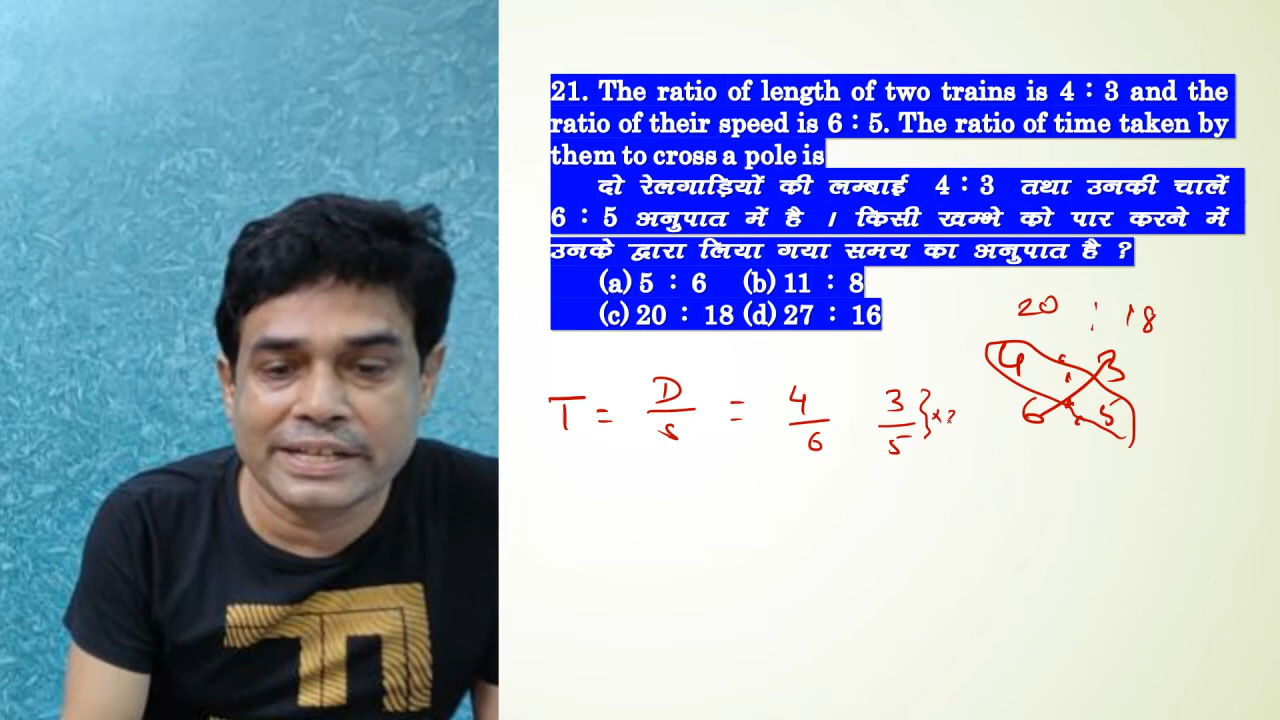 21. The ratio of length of two trains is 4 : 3 and the
ratio of their speed is 6 : 5. The ratio of time taken by
them to cross a pole is
दो रेलगाड़ियों की लम्बाई 4 : 3 तथा उनकी चालें
6 : 5 अनुपात में है । किसी खम्भे को पार करने में
उनके द्वारा लिया गया समय का अनुपात है ?
(a) 5 : 6 (b) 11 : 8
(c) 20 : 18 (d) 27 : 16
20 : 18
4 : 3
6 : 5
T = D/S = 4/6 3/5